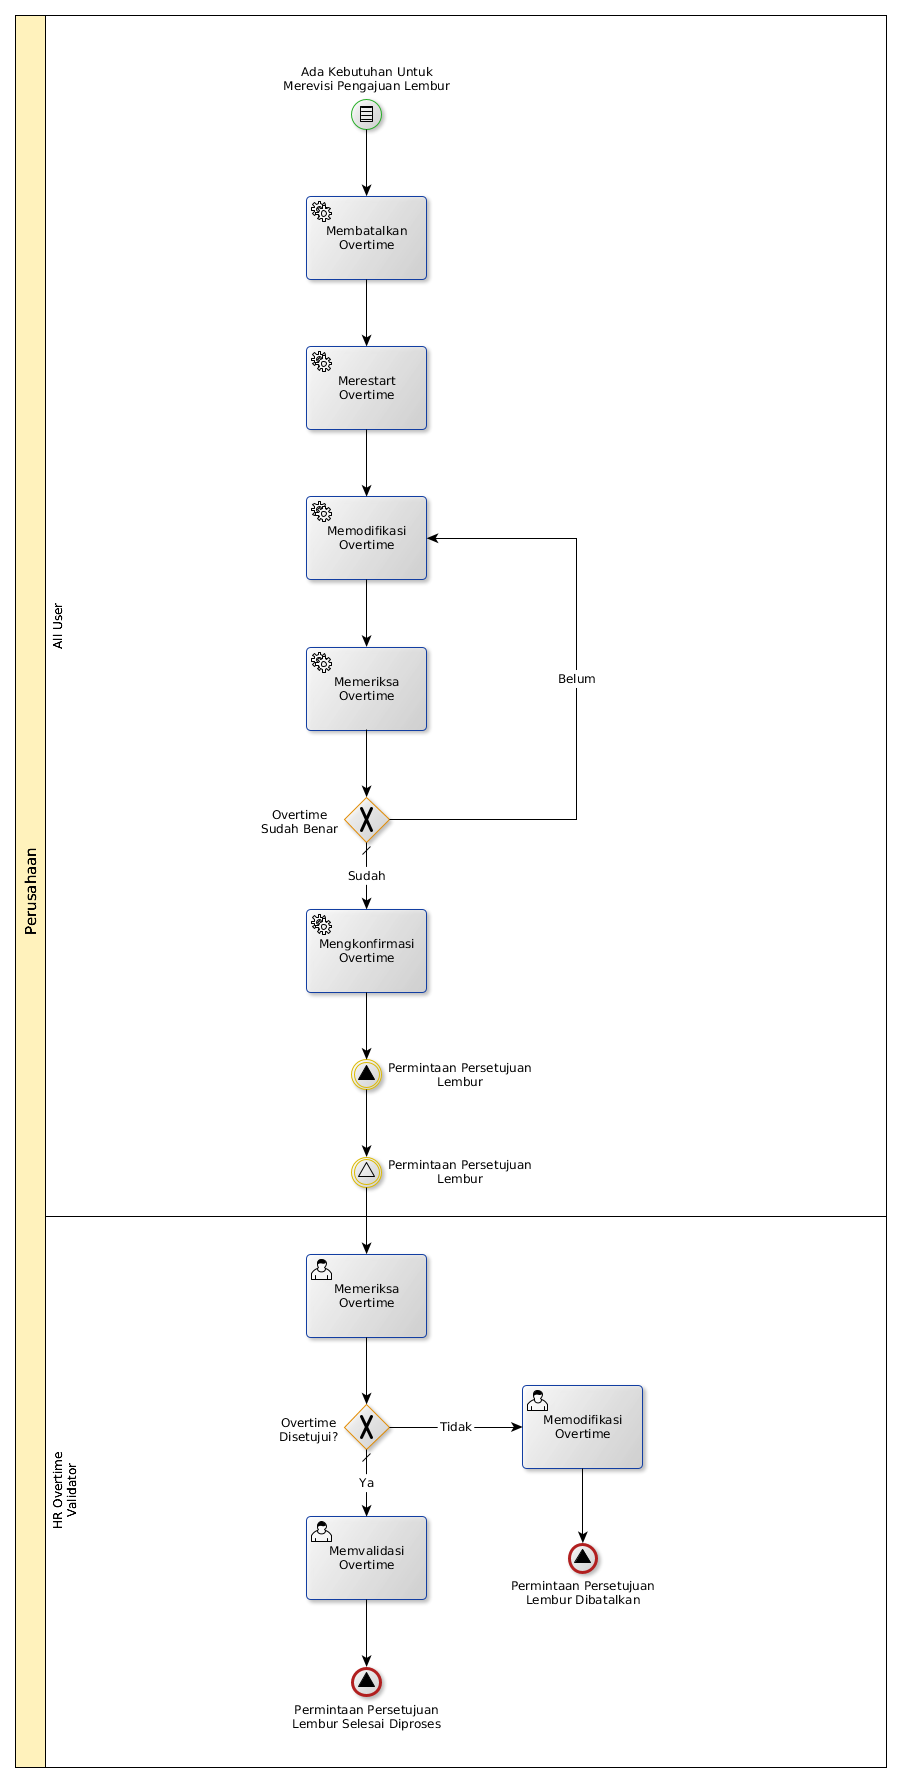 Ada Kebutuhan Untuk
Merevisi Pengajuan Lembur
Membatalkan
Overtime
Merestart
Overtime
Memodifikasi
Overtime
All User
Memeriksa
Overtime
Belum
Overtime
Sudah Benar
Sudah
Perusahaan
Mengkonfirmasi
Overtime
Permintaan Persetujuan
Lembur
Permintaan Persetujuan
Lembur
Memeriksa
Overtime
Overtime
Disetujui?
Tidak
Memodifikasi
Overtime
HR Overtime
Validator
Ya
Memvalidasi
Overtime
Permintaan Persetujuan
Lembur Dibatalkan
Permintaan Persetujuan
Lembur Selesai Diproses